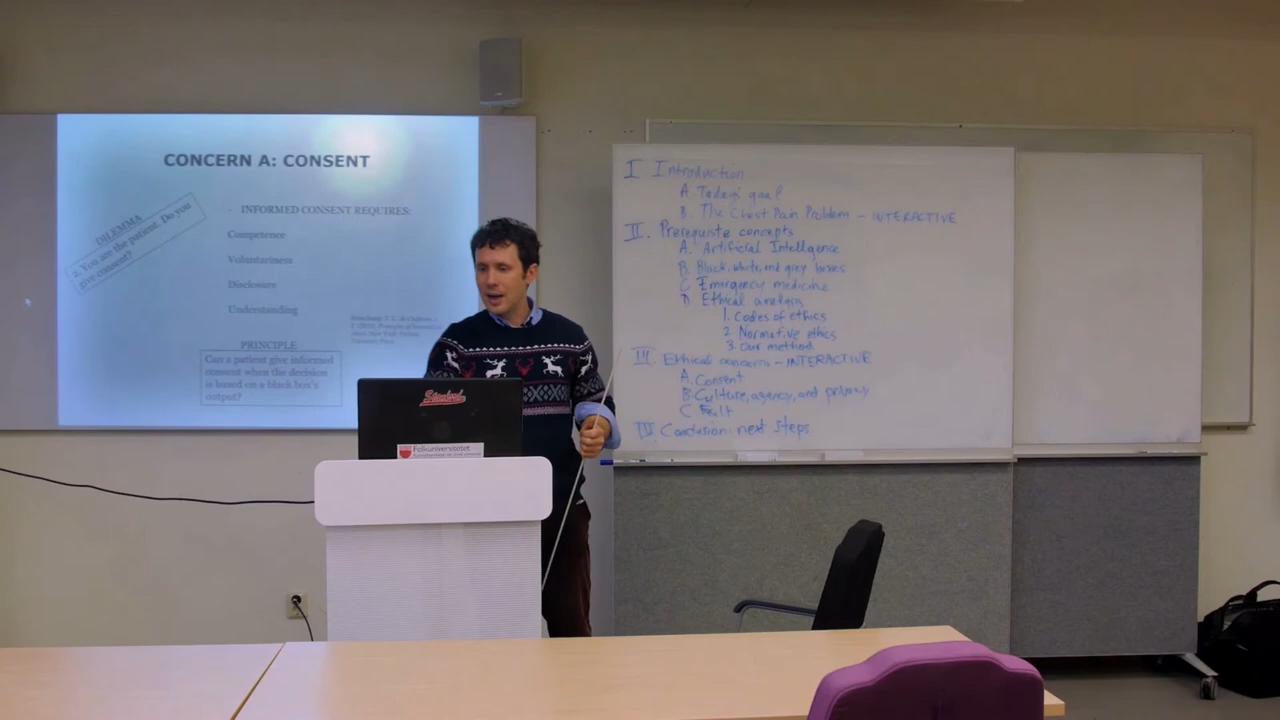 CONCERN A: CONSENT
DILEMMA
2. You are the patient. Do you
give consent?
- INFORMED CONSENT REQUIRES:
Competence
Voluntariness
Disclosure
Understanding
PRINCIPLE
Can a patient give informed
consent when the decision
is based on a black box's
output?
Stanford
Folkuniversitetet
I Introduction
A. Today's goal
B. The Chest Pain Problem - INTERACTIVE
II. Prerequisite concepts
A. Artificial Intelligence
B. Black, white, and grey boxes
C Emergency medicine
D Ethical analysis
1. Codes of ethics
2 Normative ethics
3. Our method
III Ethical concerns - INTERACTIVE
A. Consent
B. Culture, agency, and privacy
C Fault
IV Conclusion: next steps